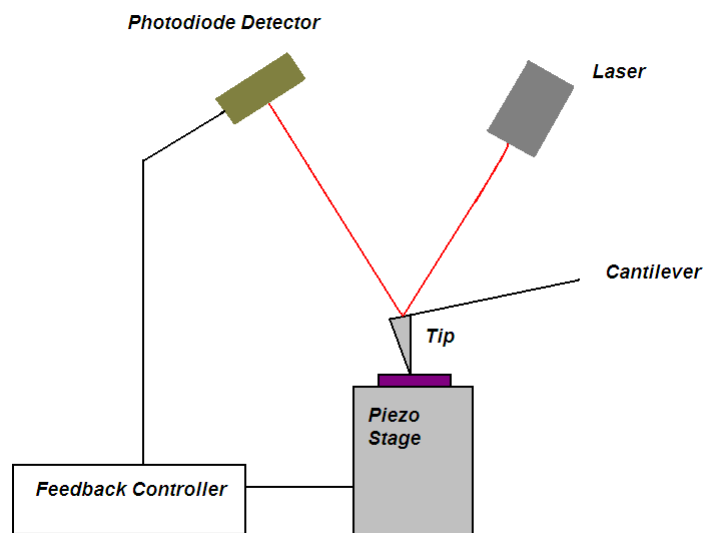 Photodiode Detector
Laser
Cantilever
Tip
Piezo
Stage
Feedback Controller